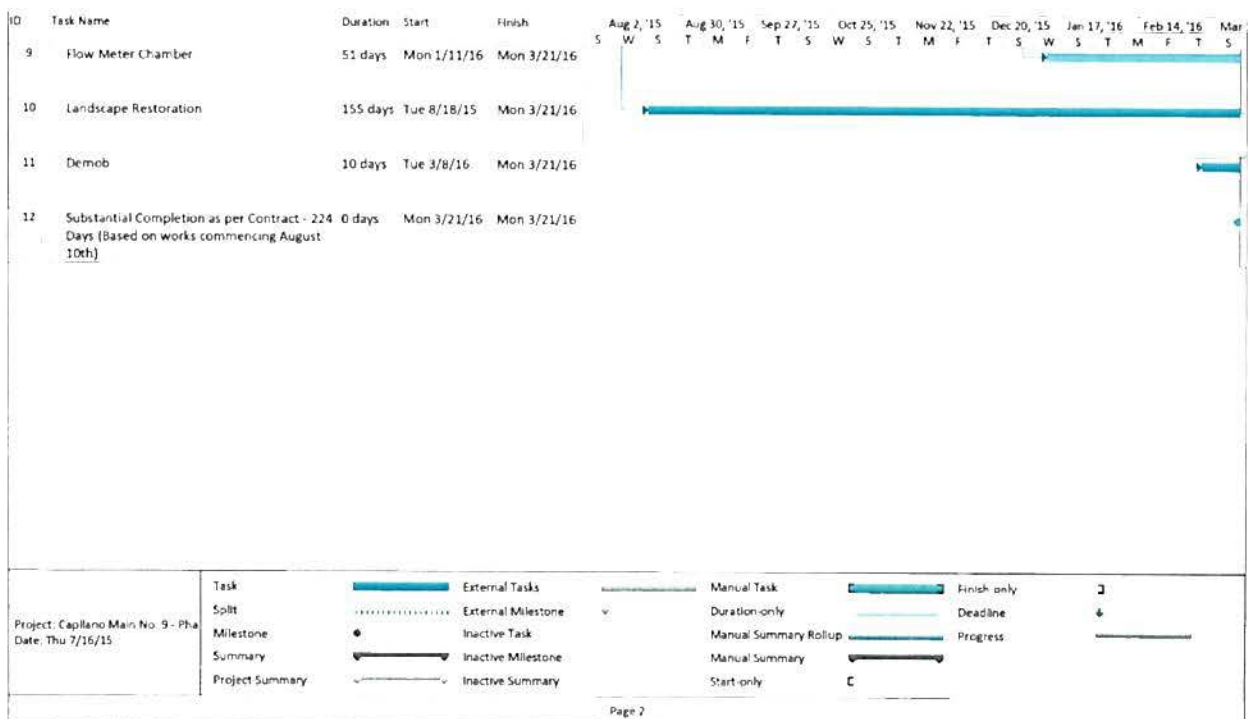 ID Task Name Duration Start Finish Aug 2, '15 Aug 30, '15 Sep 27, '15 Oct 25, '15 Nov 22, '15 Dec 20, '15 Jan 17, '16 Feb 14, '16 Mar
S W S T M F T S W S T M F T S W S T M F T S
9 Flow Meter Chamber 51 days Mon 1/11/16 Mon 3/21/16
10 Landscape Restoration 155 days Tue 8/18/15 Mon 3/21/16
11 Demob 10 days Tue 3/8/16 Mon 3/21/16
12 Substantial Completion as per Contract - 224 0 days Mon 3/21/16 Mon 3/21/16
Days (Based on works commencing August
10th)
Project: Capilano Main No. 9 - Pha
Date: Thu 7/16/15
Task External Tasks Manual Task Finish-only
Split External Milestone Duration-only Deadline
Milestone Inactive Task Manual Summary Rollup Progress
Summary Inactive Milestone Manual Summary
Project Summary Inactive Summary Start-only
Page 2